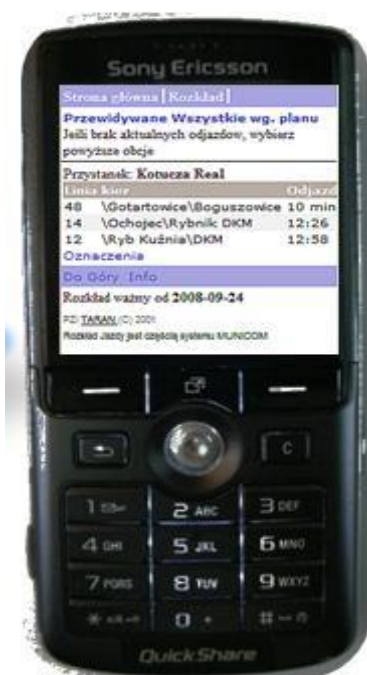 Sony Ericsson
Strona główna | Rozkład |
Przewidywane Wszystkie wg. planu
Jeśli brak aktualnych odjazdow, wybierz
powyższe obcje
Przystanek: Kotucza Real
Linia kier Odjazd
48 \Gotartowice\Boguszowice 10 min
14 \Ochojec\Rybnik DKM 12:26
12 \Ryb Kuźnia\DKM 12:58
Oznaczenia
Do Góry Info
Rozkład ważny od 2008-09-24
PZI TARAN (C) 2001
Rozkład Jazdy jest częścią systemu MUNICOM
C
1
2 ABC
3 DEF
4 GHI
5 JKL
6 MNO
7 PQRS
8 TUV
9 WXYZ
0 +
#
QuickShare